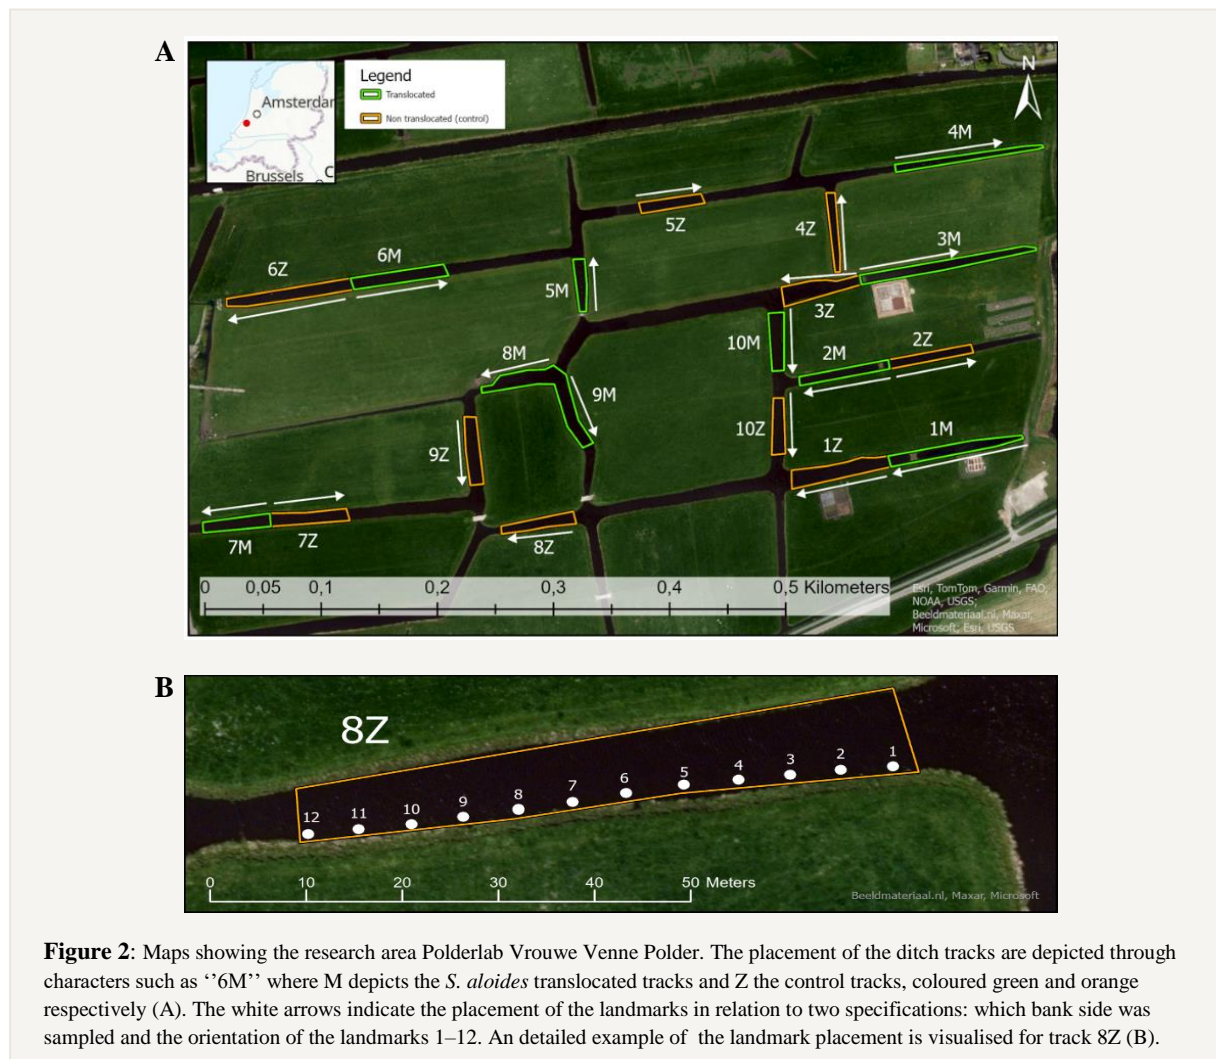 A
Amsterdar
Brussels
C
Legend
Translocated
Non translocated (control)
N
4M
5Z
4Z
3M
6Z
6M
5M
3Z
10M
2M
2Z
8M
9M
9Z
10Z
1Z
1M
7M
7Z
8Z
0 0,05 0,1 0,2 0,3 0,4 0,5 Kilometers
Esri, TomTom, Garmin, FAO,
NOAA, USGS;
Beeldmateriaal.nl, Maxar,
Microsoft, Esri, USGS
B
8Z
12 11 10 9 8 7 6 5 4 3 2 1
0 10 20 30 40 50 Meters
Beeldmateriaal.nl, Maxar, Microsoft
Figure 2: Maps showing the research area Polderlab Vrouwe Venne Polder. The placement of the ditch tracks are depicted through
characters such as ‘’6M’’ where M depicts the S. aloides translocated tracks and Z the control tracks, coloured green and orange
respectively (A). The white arrows indicate the placement of the landmarks in relation to two specifications: which bank side was
sampled and the orientation of the landmarks 1–12. An detailed example of the landmark placement is visualised for track 8Z (B).